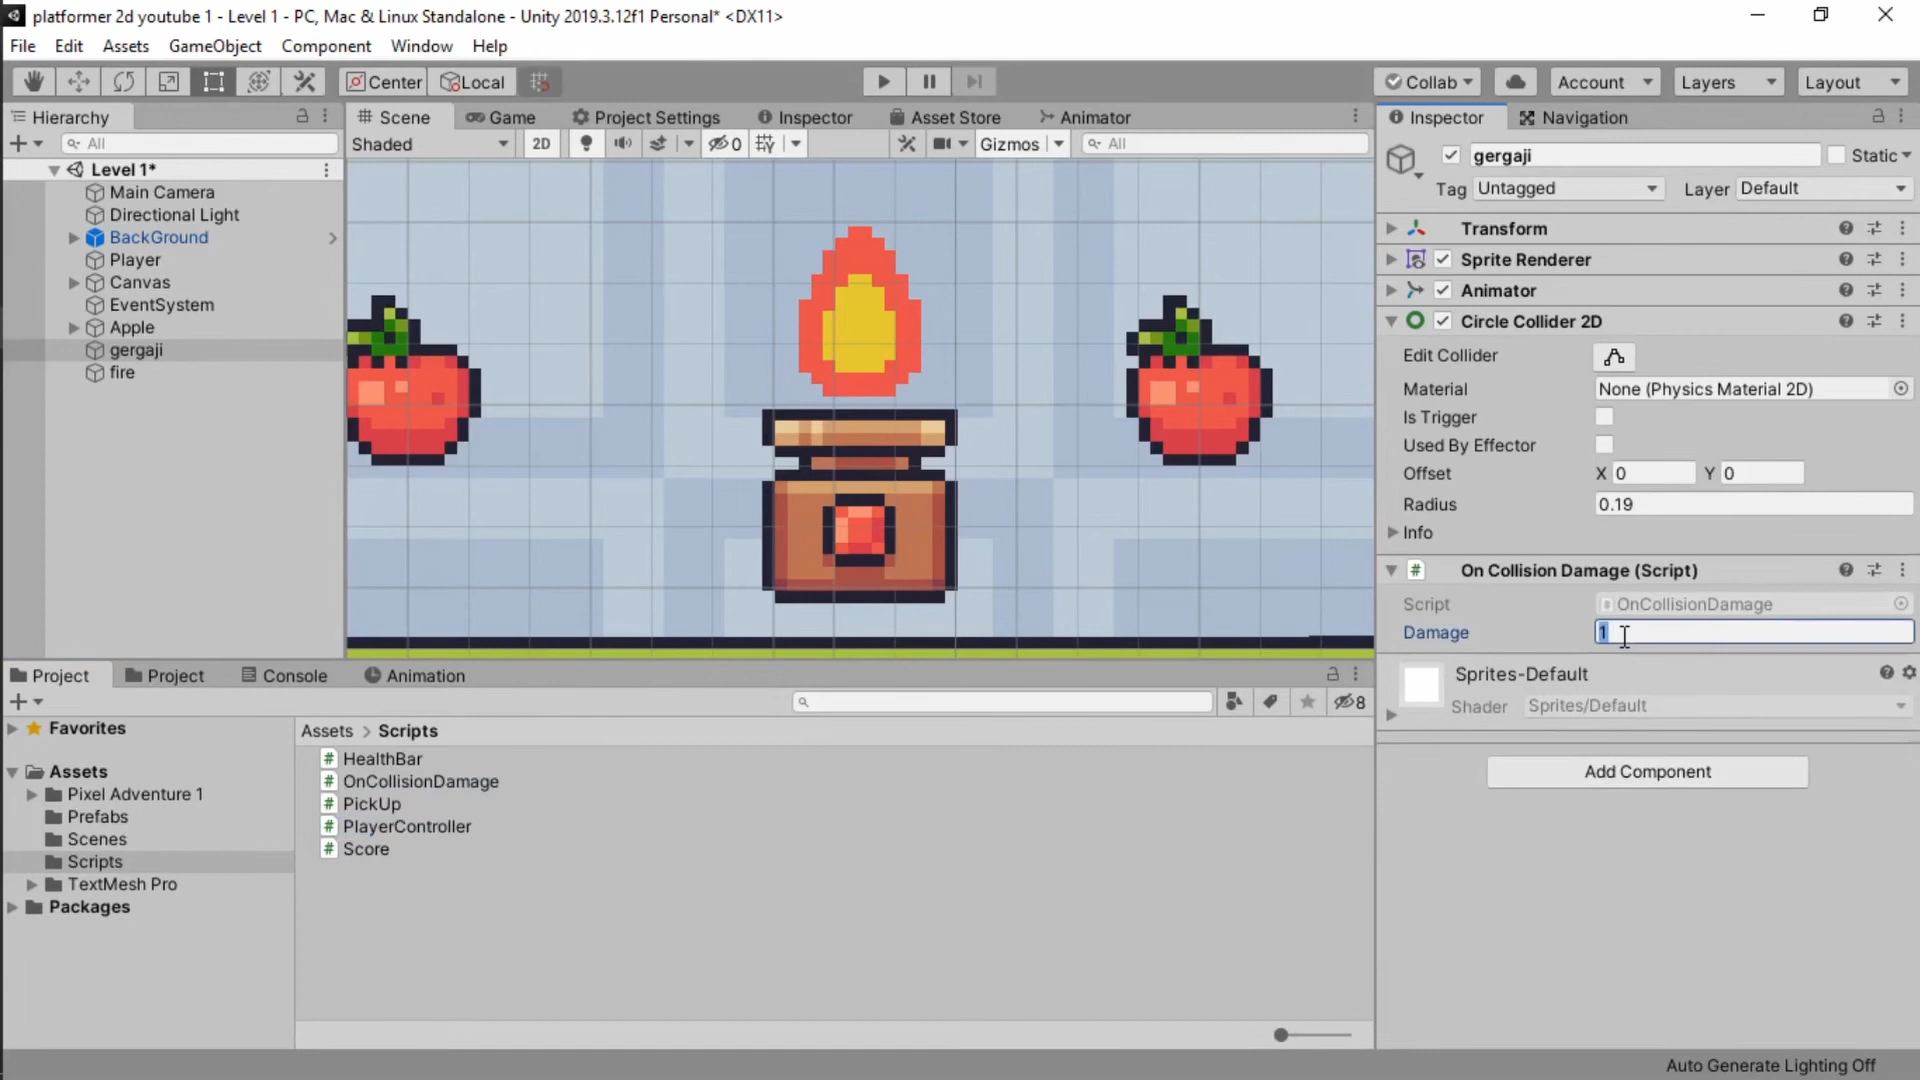 platformer 2d youtube 1 - Level 1 - PC, Mac & Linux Standalone - Unity 2019.3.12f1 Personal* <DX11>
File Edit Assets GameObject Component Window Help
Center Local Collab Account Layers Layout
Hierarchy
All
Level 1*
Main Camera
Directional Light
BackGround
Player
Canvas
EventSystem
Apple
gergaji
fire
Scene Game Project Settings Inspector Asset Store Animator
Shaded 2D 0 Gizmos All
Inspector Navigation
gergaji Static
Tag Untagged Layer Default
Transform
Sprite Renderer
Animator
Circle Collider 2D
Edit Collider
Material None (Physics Material 2D)
Is Trigger
Used By Effector
Offset X 0 Y 0
Radius 0.19
Info
# On Collision Damage (Script)
Script OnCollisionDamage
Damage 1
Sprites-Default
Shader Sprites/Default
Add Component
Project Project Console Animation
8
Favorites
Assets
Pixel Adventure 1
Prefabs
Scenes
Scripts
TextMesh Pro
Packages
Assets > Scripts
# HealthBar
# OnCollisionDamage
# PickUp
# PlayerController
# Score
Auto Generate Lighting Off